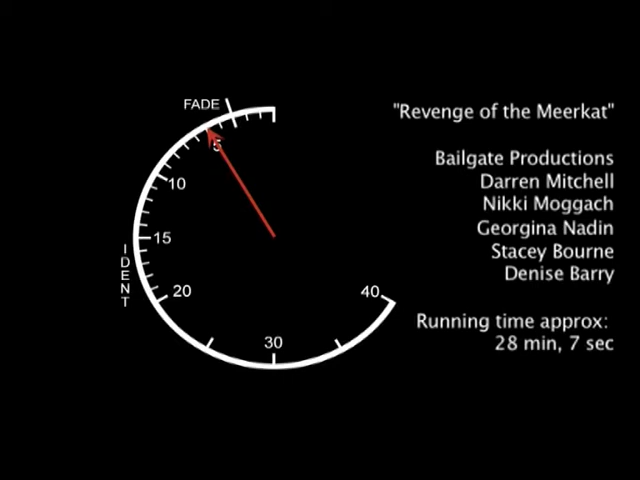 FADE
5
10
15
20
30
40
IDENT
"Revenge of the Meerkat"
Bailgate Productions
Darren Mitchell
Nikki Moggach
Georgina Nadin
Stacey Bourne
Denise Barry
Running time approx:
28 min, 7 sec